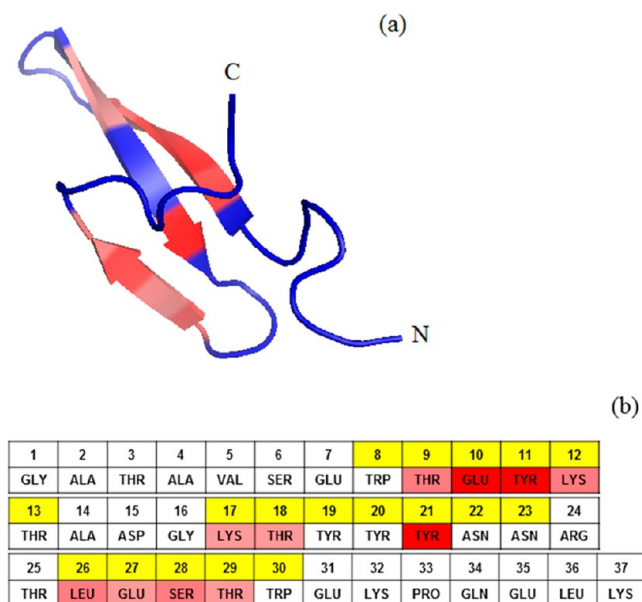 (a)
C
N
(b)
1 2 3 4 5 6 7 8 9 10 11 12
GLY ALA THR ALA VAL SER GLU TRP THR GLU TYR LYS
13 14 15 16 17 18 19 20 21 22 23 24
THR ALA ASP GLY LYS THR TYR TYR TYR ASN ASN ARG
25 26 27 28 29 30 31 32 33 34 35 36 37
THR LEU GLU SER THR TRP GLU LYS PRO GLN GLU LEU LYS